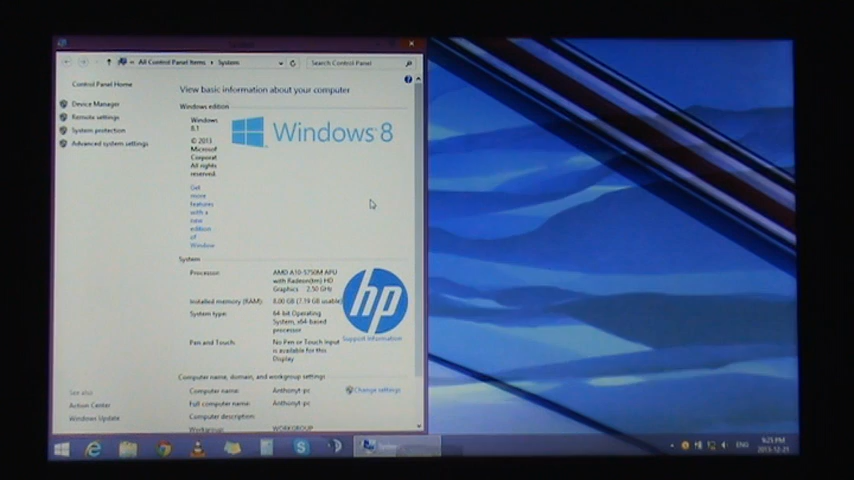 All Control Panel Items ▸ System
Search Control Panel
Control Panel Home
Device Manager
Remote settings
System protection
Advanced system settings
View basic information about your computer
Windows edition
Windows
8.1
© 2013
Microsof
Corporat
All rights
reserved.
Get
more
features
with a
new
edition
of
Window
Windows 8
System
Processor: AMD A10-5750M APU
with Radeon(tm) HD
Graphics 2.50 GHz
Installed memory (RAM): 8.00 GB (7.19 GB usable)
System type: 64-bit Operating
System, x64-based
processor
Pen and Touch: No Pen or Touch Input
is available for this
Display
hp
Support Information
Computer name, domain, and workgroup settings
Computer name: Anthonyt-pc
Change settings
Full computer name: Anthonyt-pc
Computer description:
Workgroup: WORKGROUP
See also
Action Center
Windows Update
System
ENG
9:25 PM
2013-12-21